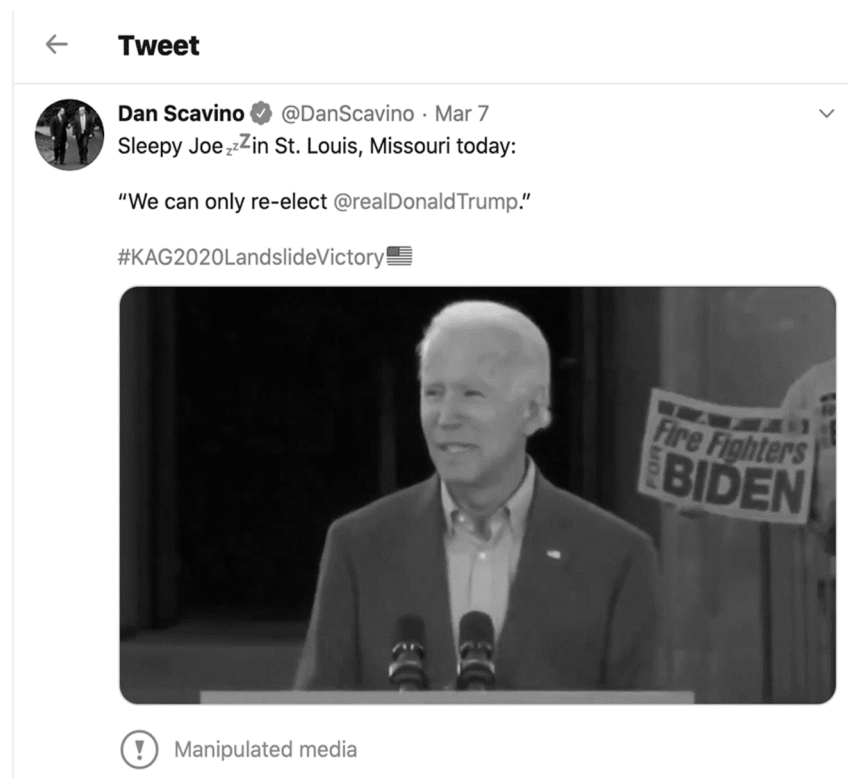 Tweet
Dan Scavino @DanScavino · Mar 7
Sleepy Joe 💤in St. Louis, Missouri today:
“We can only re-elect @realDonaldTrump.”
#KAG2020LandslideVictory🇺🇸
Fire Fighters
FOR
BIDEN
Manipulated media